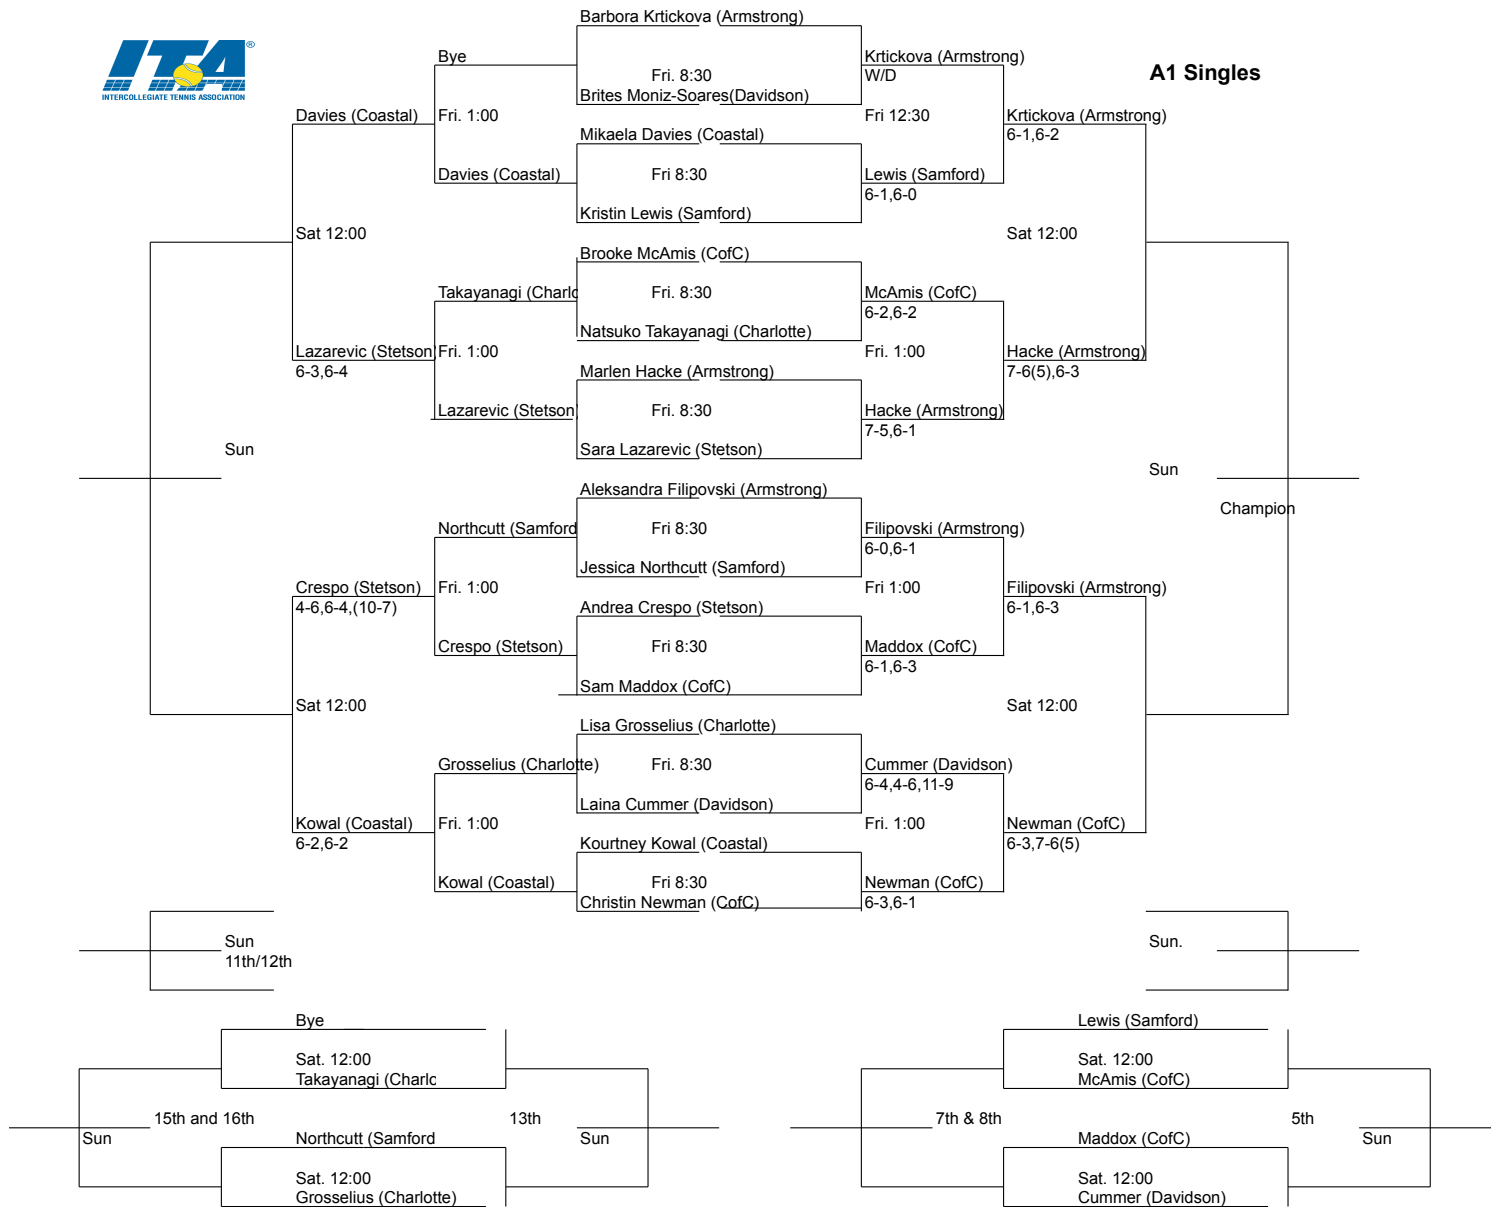 Barbora Krtickova (Armstrong)
ITA®
INTERCOLLEGIATE TENNIS ASSOCIATION
Bye
Krtickova (Armstrong)
A1 Singles
Fri. 8:30
W/D
Brites Moniz-Soares(Davidson)
Davies (Coastal)
Fri. 1:00
Fri 12:30
Krtickova (Armstrong)
Mikaela Davies (Coastal)
6-1,6-2
Davies (Coastal)
Fri 8:30
Lewis (Samford)
6-1,6-0
Kristin Lewis (Samford)
Sat 12:00
Sat 12:00
Brooke McAmis (CofC)
Takayanagi (Charlo
Fri. 8:30
McAmis (CofC)
6-2,6-2
Natsuko Takayanagi (Charlotte)
Lazarevic (Stetson)
Fri. 1:00
Fri. 1:00
Hacke (Armstrong)
6-3,6-4
Marlen Hacke (Armstrong)
7-6(5),6-3
Lazarevic (Stetson)
Fri. 8:30
Hacke (Armstrong)
7-5,6-1
Sun
Sara Lazarevic (Stetson)
Sun
Aleksandra Filipovski (Armstrong)
Champion
Northcutt (Samford
Fri 8:30
Filipovski (Armstrong)
6-0,6-1
Jessica Northcutt (Samford)
Crespo (Stetson)
Fri. 1:00
Fri 1:00
Filipovski (Armstrong)
4-6,6-4,(10-7)
Andrea Crespo (Stetson)
6-1,6-3
Crespo (Stetson)
Fri 8:30
Maddox (CofC)
6-1,6-3
Sam Maddox (CofC)
Sat 12:00
Sat 12:00
Lisa Grosselius (Charlotte)
Grosselius (Charlotte)
Fri. 8:30
Cummer (Davidson)
6-4,4-6,11-9
Laina Cummer (Davidson)
Kowal (Coastal)
Fri. 1:00
Fri. 1:00
Newman (CofC)
6-2,6-2
Kourtney Kowal (Coastal)
6-3,7-6(5)
Kowal (Coastal)
Fri 8:30
Newman (CofC)
Christin Newman (CofC)
6-3,6-1
Sun
Sun.
11th/12th
Bye
Lewis (Samford)
Sat. 12:00
Sat. 12:00
Takayanagi (Charlo
McAmis (CofC)
15th and 16th
13th
7th & 8th
5th
Sun
Northcutt (Samford
Sun
Maddox (CofC)
Sun
Sat. 12:00
Sat. 12:00
Grosselius (Charlotte)
Cummer (Davidson)